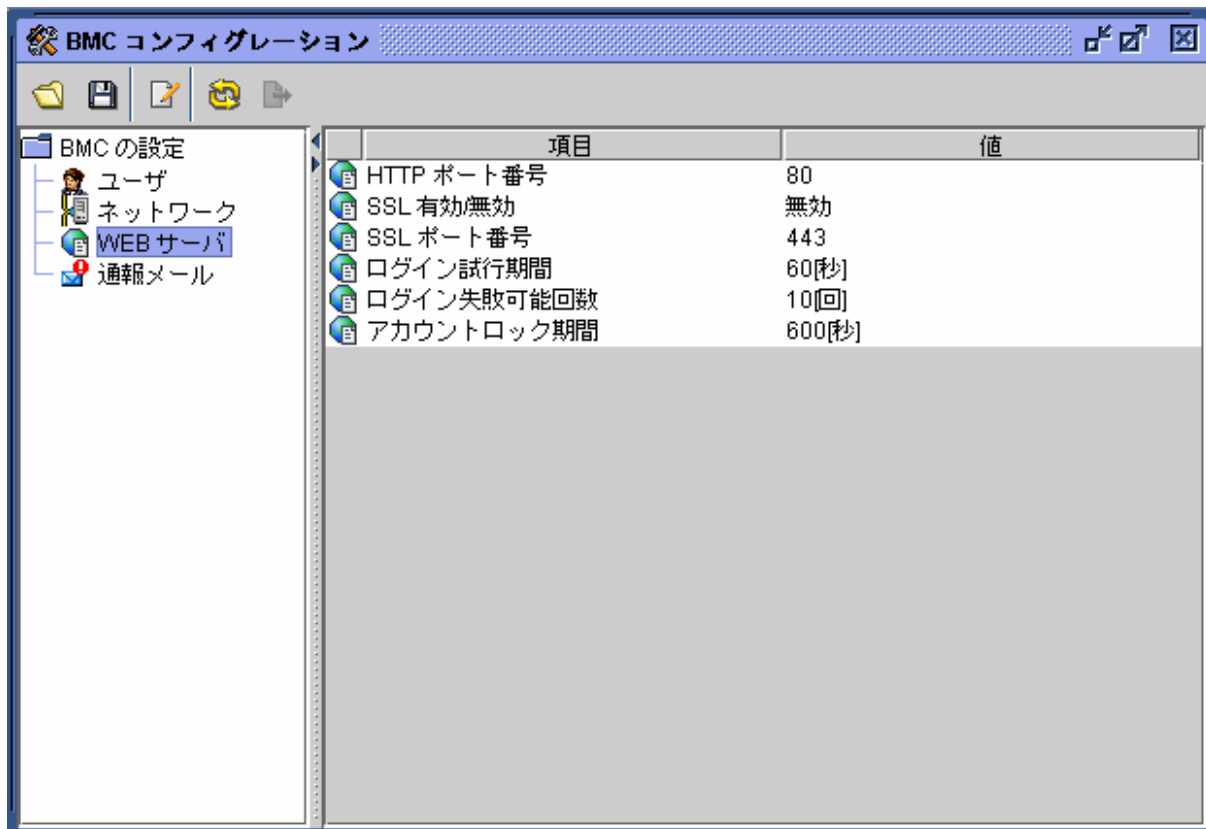 BMC コンフィグレーション
BMC の設定
ユーザ
ネットワーク
WEB サーバ
通報メール
項目 値
HTTP ポート番号 80
SSL 有効/無効 無効
SSL ポート番号 443
ログイン試行期間 60[秒]
ログイン失敗可能回数 10[回]
アカウントロック期間 600[秒]